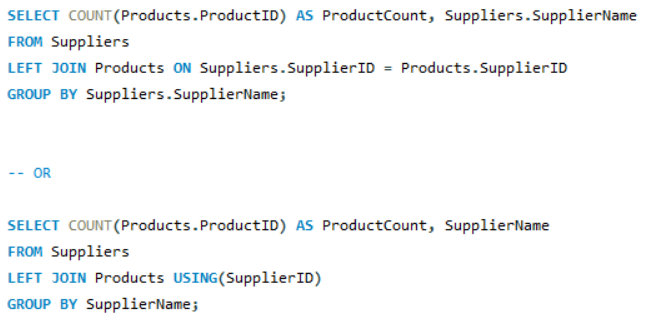 SELECT COUNT(Products.ProductID) AS ProductCount, Suppliers.SupplierName
FROM Suppliers
LEFT JOIN Products ON Suppliers.SupplierID = Products.SupplierID
GROUP BY Suppliers.SupplierName;
-- OR
SELECT COUNT(Products.ProductID) AS ProductCount, SupplierName
FROM Suppliers
LEFT JOIN Products USING(SupplierID)
GROUP BY SupplierName;